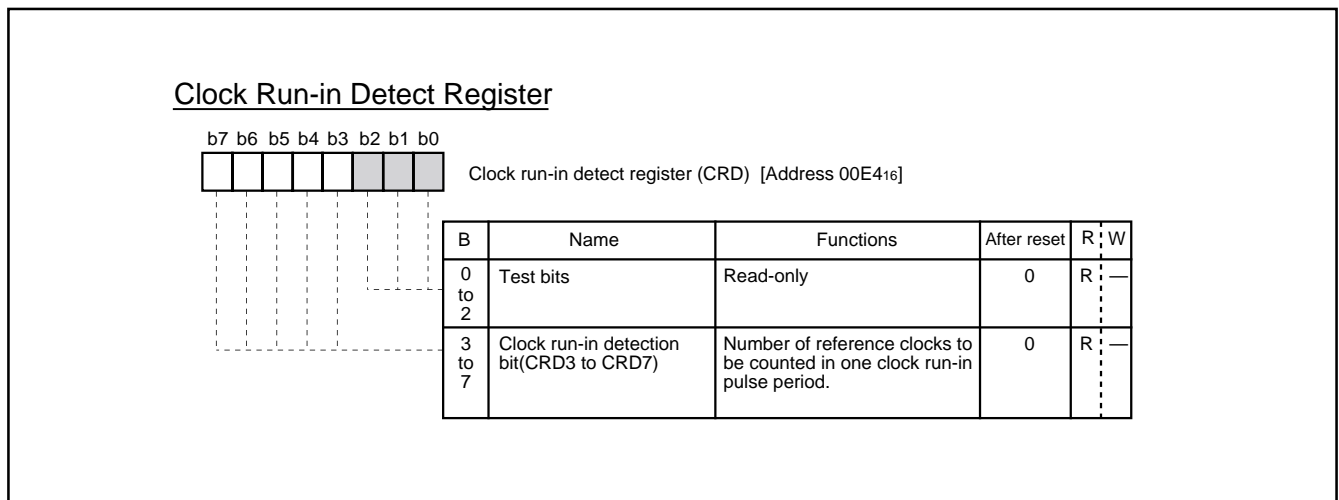 Clock Run-in Detect Register
b7 b6 b5 b4 b3 b2 b1 b0
Clock run-in detect register (CRD) [Address 00E416]
B Name Functions After reset R W
0 to 2 Test bits Read-only 0 R —
3 to 7 Clock run-in detection bit(CRD3 to CRD7) Number of reference clocks to be counted in one clock run-in pulse period. 0 R —